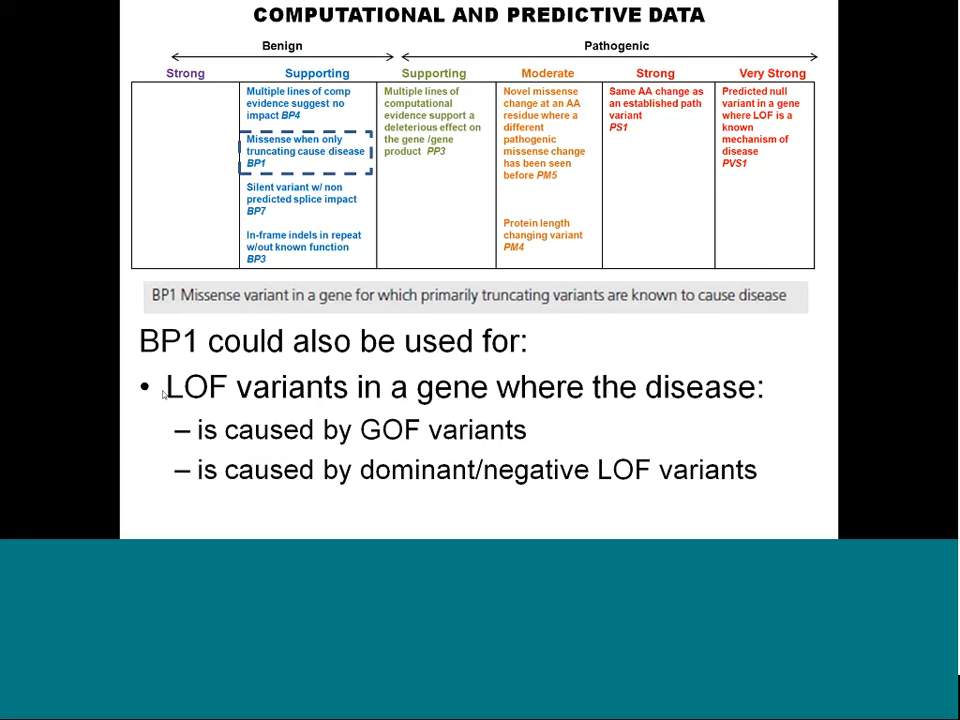 COMPUTATIONAL AND PREDICTIVE DATA
Benign
Pathogenic
Strong
Supporting
Supporting
Moderate
Strong
Very Strong
Multiple lines of comp
evidence suggest no
impact BP4
Missense when only
truncating cause disease
BP1
Silent variant w/ non
predicted splice impact
BP7
In-frame indels in repeat
w/out known function
BP3
Multiple lines of
computational
evidence support a
deleterious effect on
the gene /gene
product PP3
Novel missense
change at an AA
residue where a
different
pathogenic
missense change
has been seen
before PM5
Protein length
changing variant
PM4
Same AA change as
an established path
variant
PS1
Predicted null
variant in a gene
where LOF is a
known
mechanism of
disease
PVS1
BP1 Missense variant in a gene for which primarily truncating variants are known to cause disease
BP1 could also be used for:
• LOF variants in a gene where the disease:
– is caused by GOF variants
– is caused by dominant/negative LOF variants